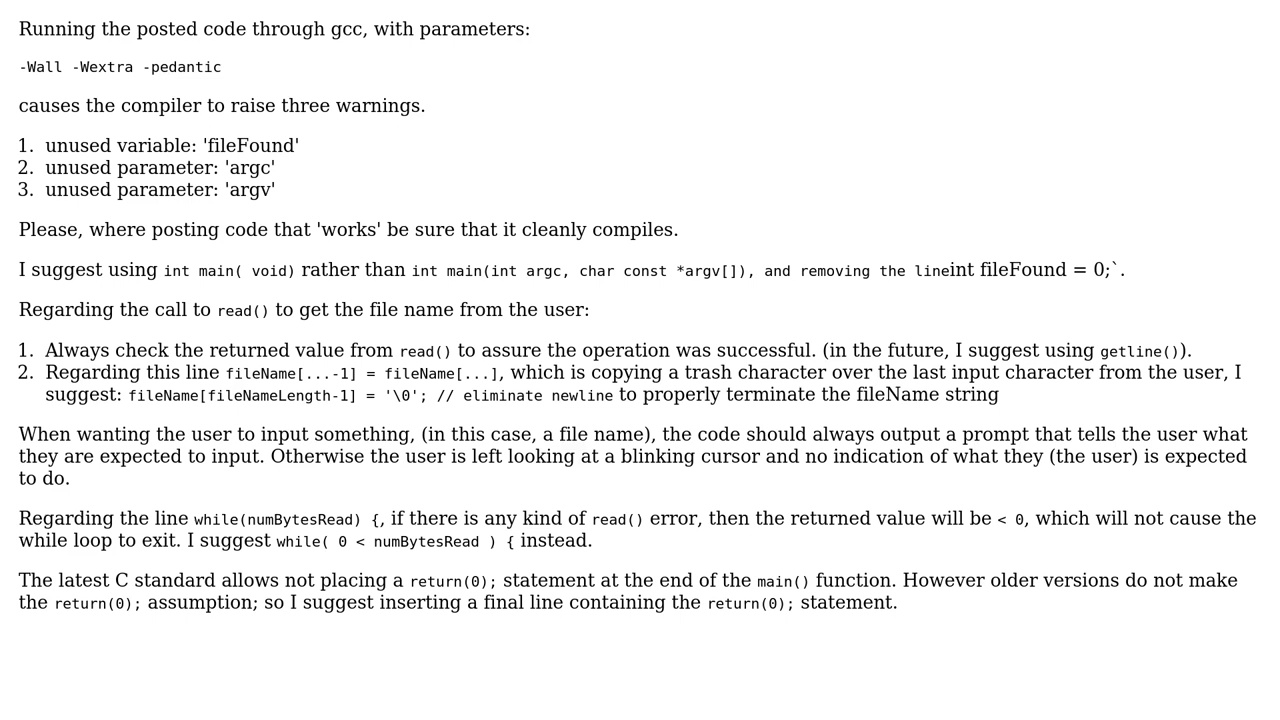 Running the posted code through gcc, with parameters:
-Wall -Wextra -pedantic
causes the compiler to raise three warnings.
1. unused variable: 'fileFound'
2. unused parameter: 'argc'
3. unused parameter: 'argv'
Please, where posting code that 'works' be sure that it cleanly compiles.
I suggest using int main( void) rather than int main(int argc, char const *argv[]), and removing the lineint fileFound = 0;`.
Regarding the call to read() to get the file name from the user:
1. Always check the returned value from read() to assure the operation was successful. (in the future, I suggest using getline()).
2. Regarding this line fileName[...-1] = fileName[...], which is copying a trash character over the last input character from the user, I
suggest: fileName[fileNameLength-1] = '\0'; // eliminate newline to properly terminate the fileName string
When wanting the user to input something, (in this case, a file name), the code should always output a prompt that tells the user what
they are expected to input. Otherwise the user is left looking at a blinking cursor and no indication of what they (the user) is expected
to do.
Regarding the line while(numBytesRead) {, if there is any kind of read() error, then the returned value will be < 0, which will not cause the
while loop to exit. I suggest while( 0 < numBytesRead ) { instead.
The latest C standard allows not placing a return(0); statement at the end of the main() function. However older versions do not make
the return(0); assumption; so I suggest inserting a final line containing the return(0); statement.